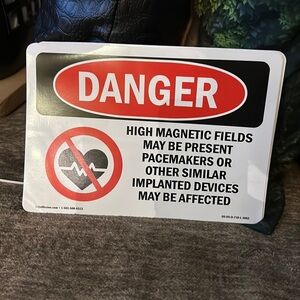 DANGER
HIGH MAGNETIC FIELDS
MAY BE PRESENT
PACEMAKERS OR
OTHER SIMILAR
IMPLANTED DEVICES
MAY BE AFFECTED